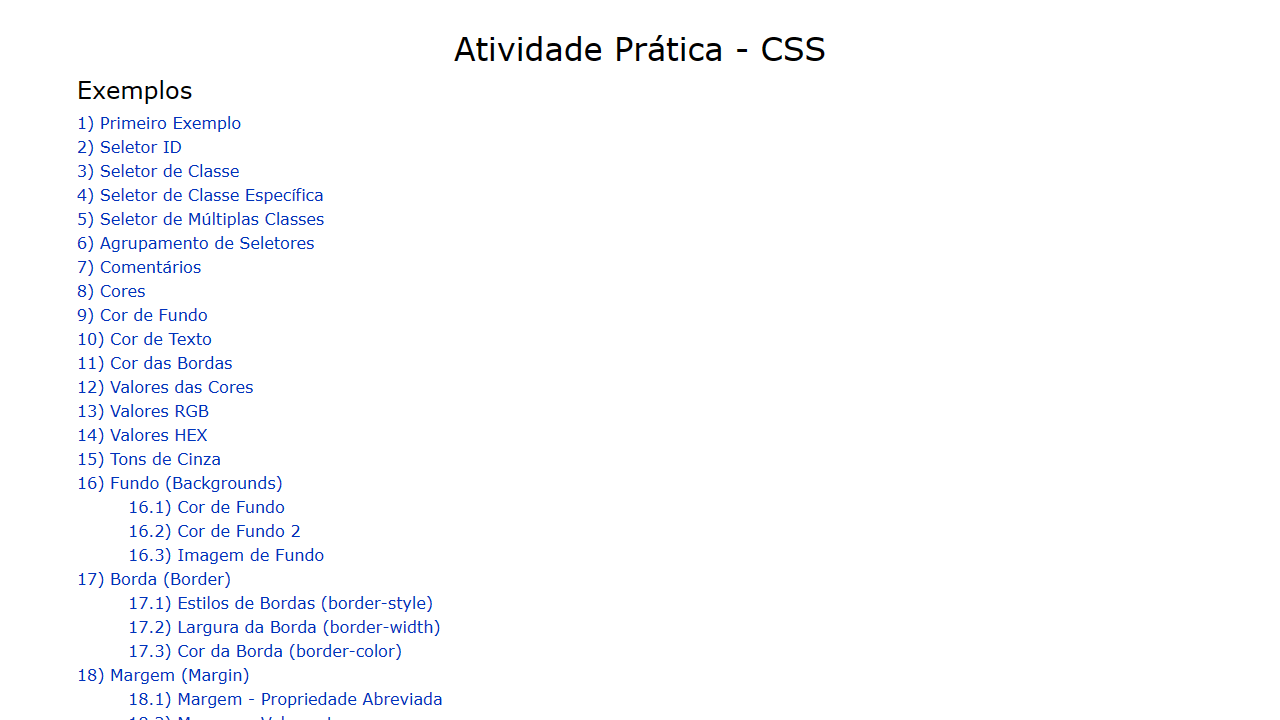 Atividade Prática - CSS
Exemplos
1) Primeiro Exemplo
2) Seletor ID
3) Seletor de Classe
4) Seletor de Classe Específica
5) Seletor de Múltiplas Classes
6) Agrupamento de Seletores
7) Comentários
8) Cores
9) Cor de Fundo
10) Cor de Texto
11) Cor das Bordas
12) Valores das Cores
13) Valores RGB
14) Valores HEX
15) Tons de Cinza
16) Fundo (Backgrounds)
16.1) Cor de Fundo
16.2) Cor de Fundo 2
16.3) Imagem de Fundo
17) Borda (Border)
17.1) Estilos de Bordas (border-style)
17.2) Largura da Borda (border-width)
17.3) Cor da Borda (border-color)
18) Margem (Margin)
18.1) Margem - Propriedade Abreviada